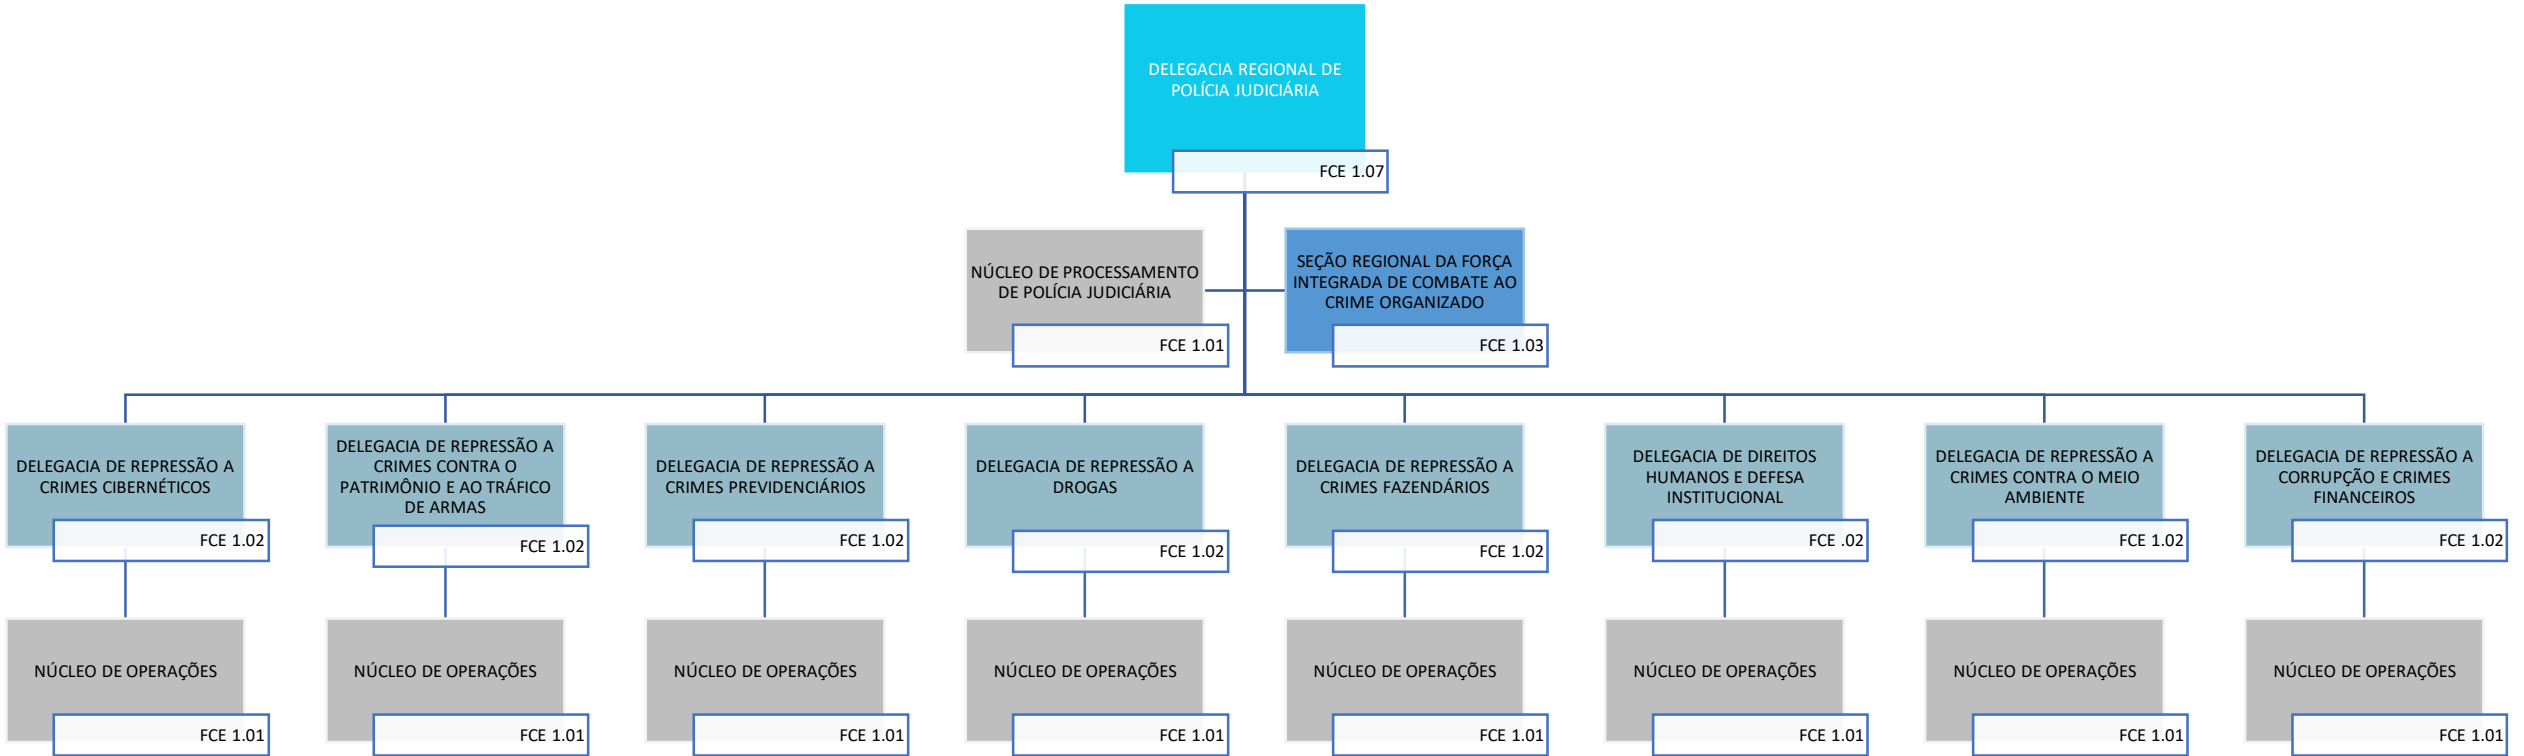 DELEGACIA REGIONAL DE
POLÍCIA JUDICIÁRIA
FCE 1.07
NÚCLEO DE PROCESSAMENTO
DE POLÍCIA JUDICIÁRIA
FCE 1.01
SEÇÃO REGIONAL DA FORÇA
INTEGRADA DE COMBATE AO
CRIME ORGANIZADO
FCE 1.03
DELEGACIA DE REPRESSÃO A
CRIMES CIBERNÉTICOS
FCE 1.02
DELEGACIA DE REPRESSÃO A
CRIMES CONTRA O
PATRIMÔNIO E AO TRÁFICO
DE ARMAS
FCE 1.02
DELEGACIA DE REPRESSÃO A
CRIMES PREVIDENCIÁRIOS
FCE 1.02
DELEGACIA DE REPRESSÃO A
DROGAS
FCE 1.02
DELEGACIA DE REPRESSÃO A
CRIMES FAZENDÁRIOS
FCE 1.02
DELEGACIA DE DIREITOS
HUMANOS E DEFESA
INSTITUCIONAL
FCE .02
DELEGACIA DE REPRESSÃO A
CRIMES CONTRA O MEIO
AMBIENTE
FCE 1.02
DELEGACIA DE REPRESSÃO A
CORRUPÇÃO E CRIMES
FINANCEIROS
FCE 1.02
NÚCLEO DE OPERAÇÕES
FCE 1.01
NÚCLEO DE OPERAÇÕES
FCE 1.01
NÚCLEO DE OPERAÇÕES
FCE 1.01
NÚCLEO DE OPERAÇÕES
FCE 1.01
NÚCLEO DE OPERAÇÕES
FCE 1.01
NÚCLEO DE OPERAÇÕES
FCE 1.01
NÚCLEO DE OPERAÇÕES
FCE 1.01
NÚCLEO DE OPERAÇÕES
FCE 1.01